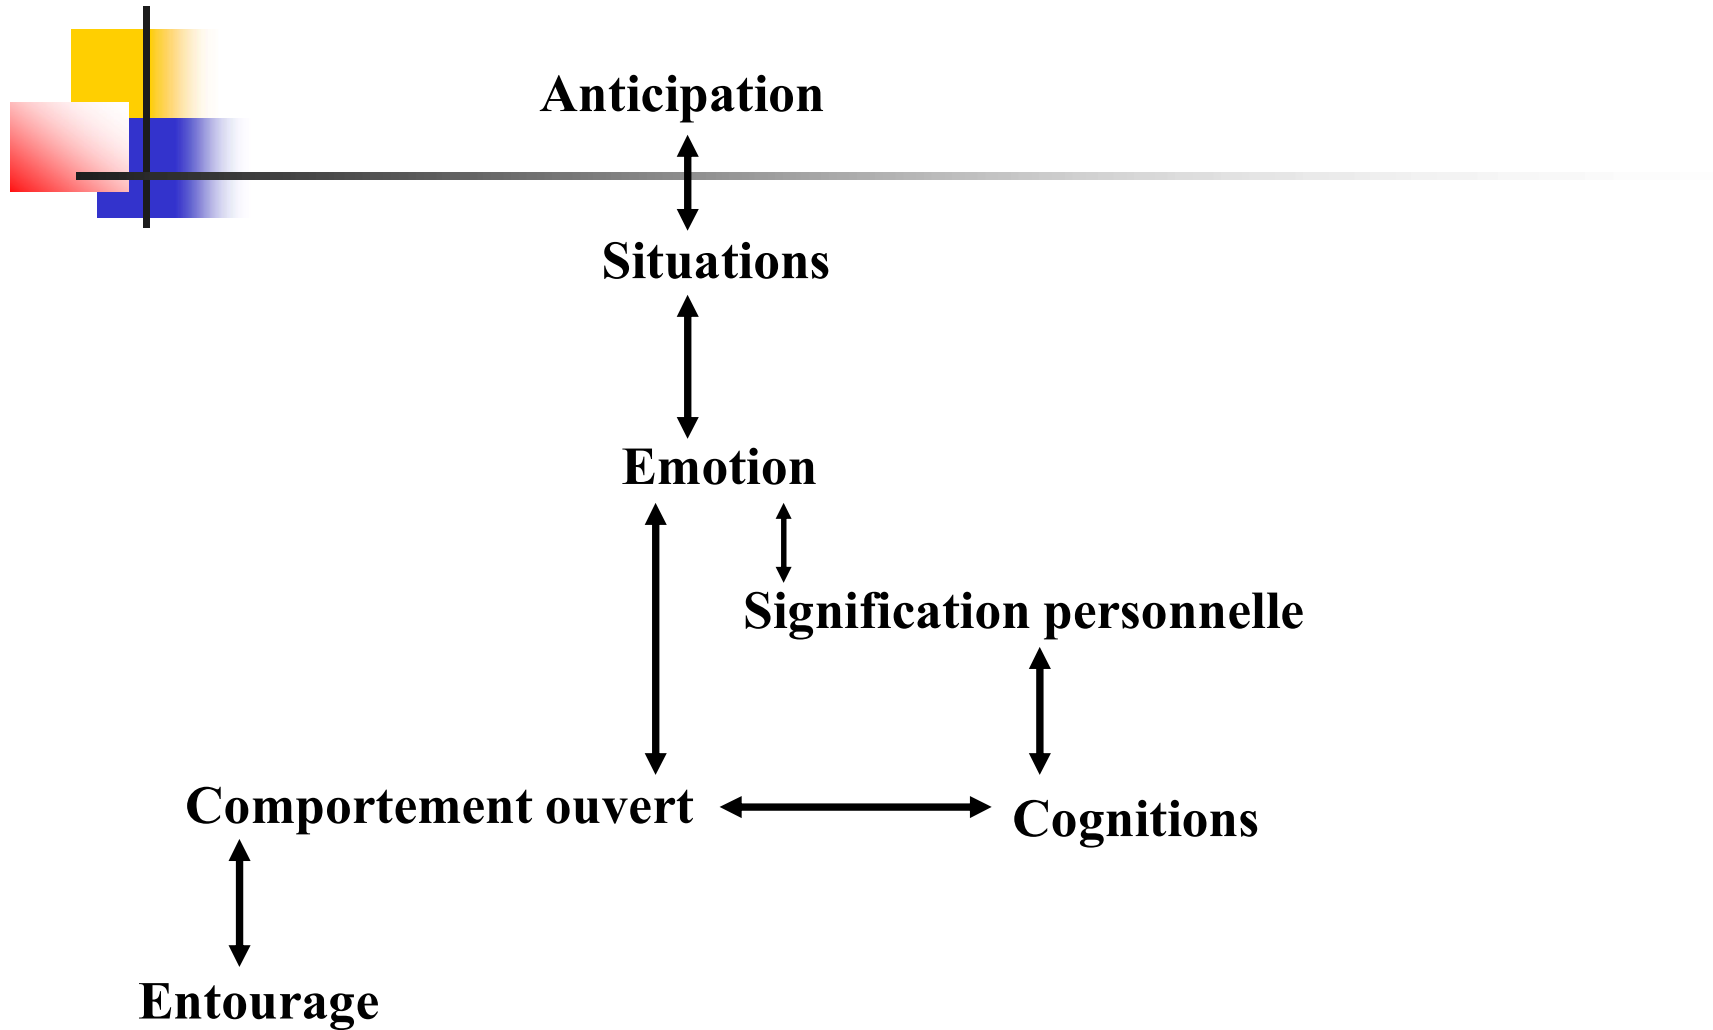 Anticipation
Situations
Emotion
Signification personnelle
Comportement ouvert
Cognitions
Entourage